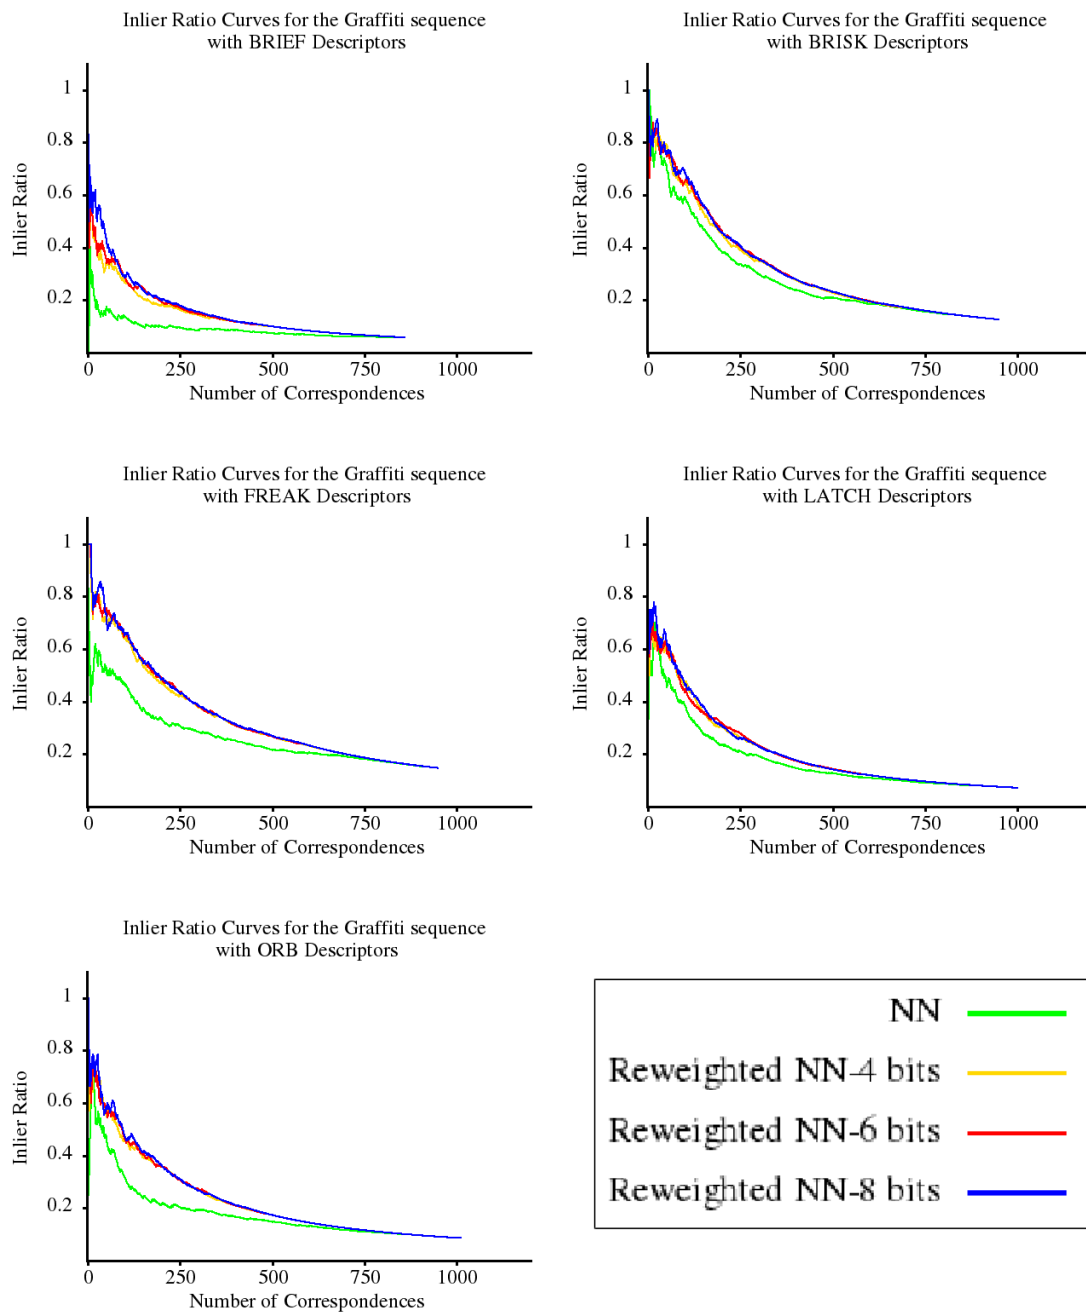 Inlier Ratio Curves for the Graffiti sequence
with BRIEF Descriptors
1
0.8
0.6
0.4
0.2
Inlier Ratio
0 250 500 750 1000
Number of Correspondences
Inlier Ratio Curves for the Graffiti sequence
with BRISK Descriptors
1
0.8
0.6
0.4
0.2
Inlier Ratio
0 250 500 750 1000
Number of Correspondences
Inlier Ratio Curves for the Graffiti sequence
with FREAK Descriptors
1
0.8
0.6
0.4
0.2
Inlier Ratio
0 250 500 750 1000
Number of Correspondences
Inlier Ratio Curves for the Graffiti sequence
with LATCH Descriptors
1
0.8
0.6
0.4
0.2
Inlier Ratio
0 250 500 750 1000
Number of Correspondences
Inlier Ratio Curves for the Graffiti sequence
with ORB Descriptors
1
0.8
0.6
0.4
0.2
Inlier Ratio
0 250 500 750 1000
Number of Correspondences
NN
Reweighted NN-4 bits
Reweighted NN-6 bits
Reweighted NN-8 bits